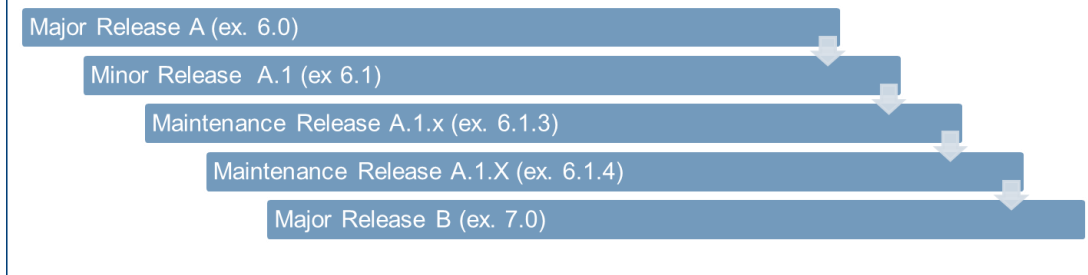 Major Release A (ex. 6.0)
Minor Release A.1 (ex 6.1)
Maintenance Release A.1.x (ex. 6.1.3)
Maintenance Release A.1.X (ex. 6.1.4)
Major Release B (ex. 7.0)